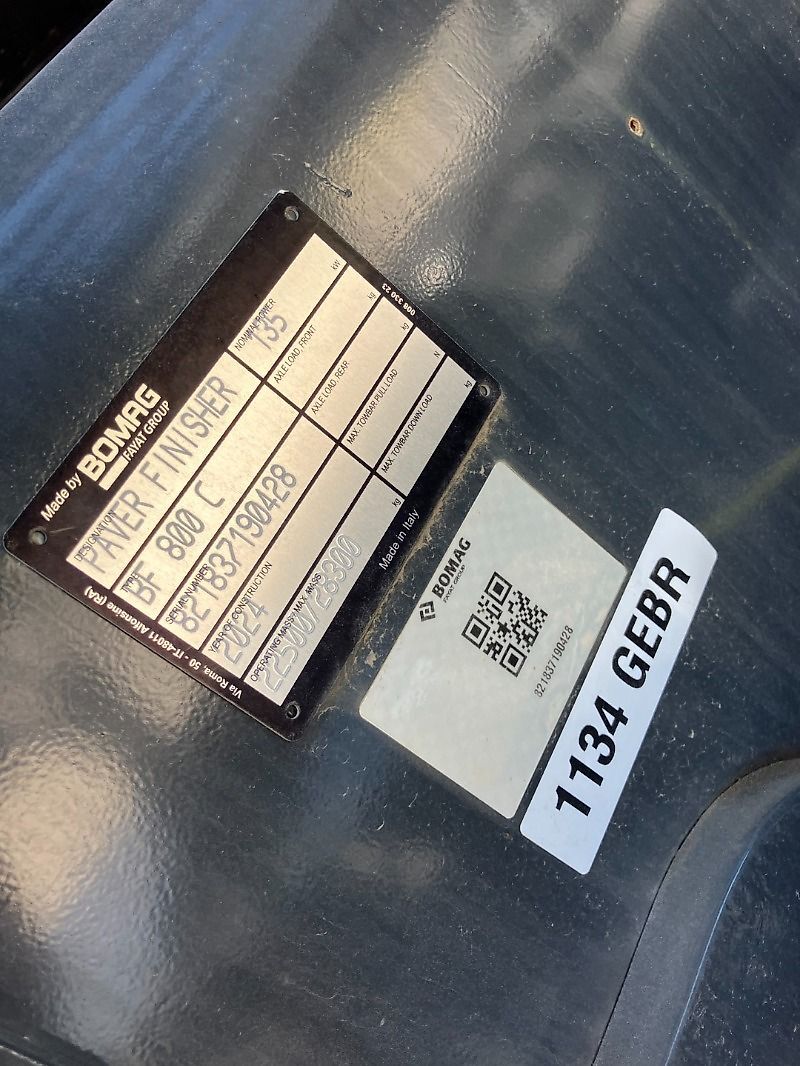 Made by BOMAG
FAYAT GROUP
DESIGNATION
PAVER FINISHER
TYPE
BF 800 C
SERIAL NUMBER
821837190428
YEAR OF CONSTRUCTION
2024
OPERATING MASS / MAX. MASS
22500/28300 kg
NOMINAL POWER
135 kW
AXLE LOAD, FRONT kg
AXLE LOAD, REAR kg
MAX. TOWBAR PULL LOAD N
MAX. TOWBAR DOWN LOAD kg
008 330 23
Via Roma 50 - IT-48011 Alfonsine (RA)
Made in Italy
BOMAG
FAYAT GROUP
821837190428
1134 GEBR